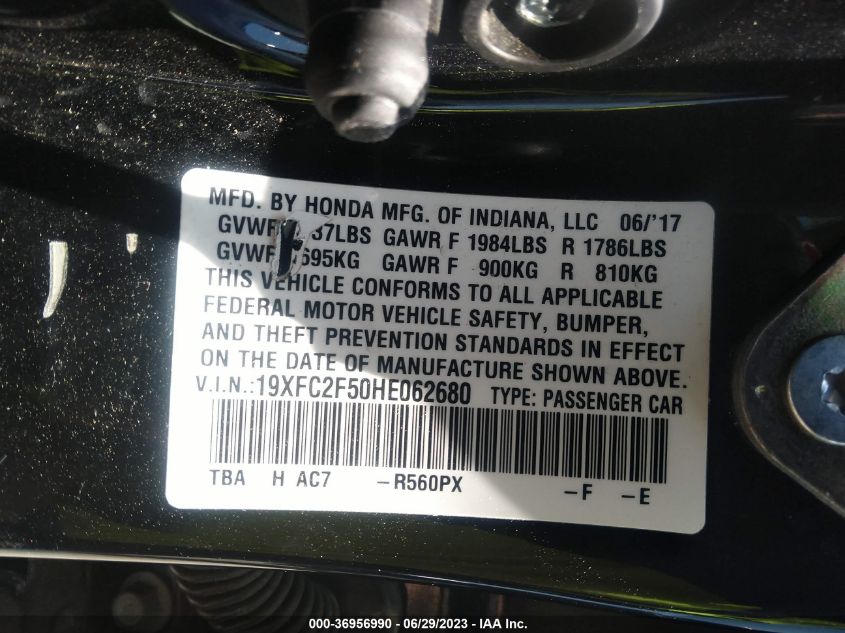 MFD. BY HONDA MFG. OF INDIANA, LLC 06/'17
GAWR F 1984LBS R 1786LBS
GAWR F 900KG R 810KG
THIS VEHICLE CONFORMS TO ALL APPLICABLE
FEDERAL MOTOR VEHICLE SAFETY, BUMPER,
AND THEFT PREVENTION STANDARDS IN EFFECT
ON THE DATE OF MANUFACTURE SHOWN ABOVE.
V.I.N.:19XFC2F50HE062680 TYPE: PASSENGER CAR
TBA H AC7 –R560PX –F –E
000-36956990 - 06/29/2023 - IAA Inc.